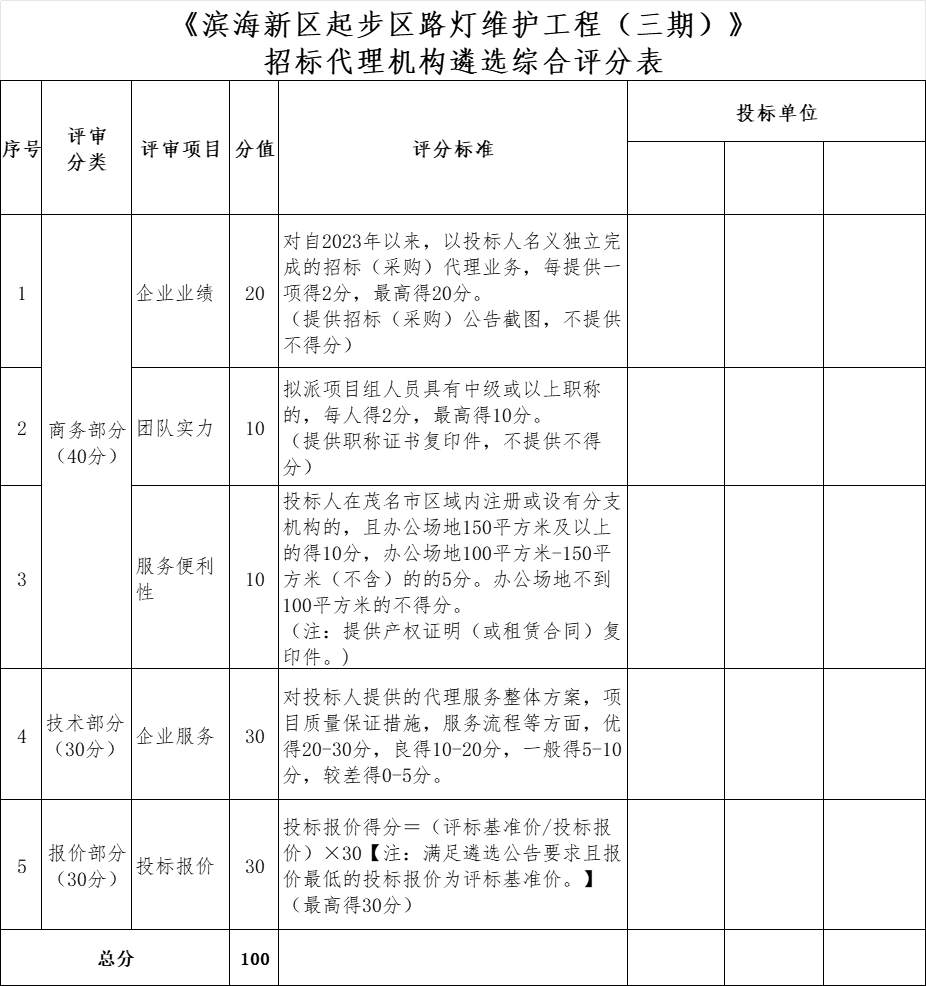 《滨海新区起步区路灯维护工程（三期）》
招标代理机构遴选综合评分表
序号
评审
分类
评审项目
分值
评分标准
投标单位
1
企业业绩
20
对自2023年以来，以投标人名义独立完
成的招标（采购）代理业务，每提供一
项得2分，最高得20分。
（提供招标（采购）公告截图，不提供
不得分）
商务部分
（40分）
2
团队实力
10
拟派项目组人员具有中级或以上职称
的，每人得2分，最高得10分。
（提供职称证书复印件，不提供不得
分）
3
服务便利
性
10
投标人在茂名市区域内注册或设有分支
机构的，且办公场地150平方米及以上
的得10分，办公场地100平方米-150平
方米（不含）的的5分。办公场地不到
100平方米的不得分。
（注：提供产权证明（或租赁合同）复
印件。)
4
技术部分
（30分）
企业服务
30
对投标人提供的代理服务整体方案，项
目质量保证措施，服务流程等方面，优
得20-30分，良得10-20分，一般得5-10
分，较差得0-5分。
5
报价部分
（30分）
投标报价
30
投标报价得分＝（评标基准价/投标报
价）×30【注：满足遴选公告要求且报
价最低的投标报价为评标基准价。】
（最高得30分）
总分
100